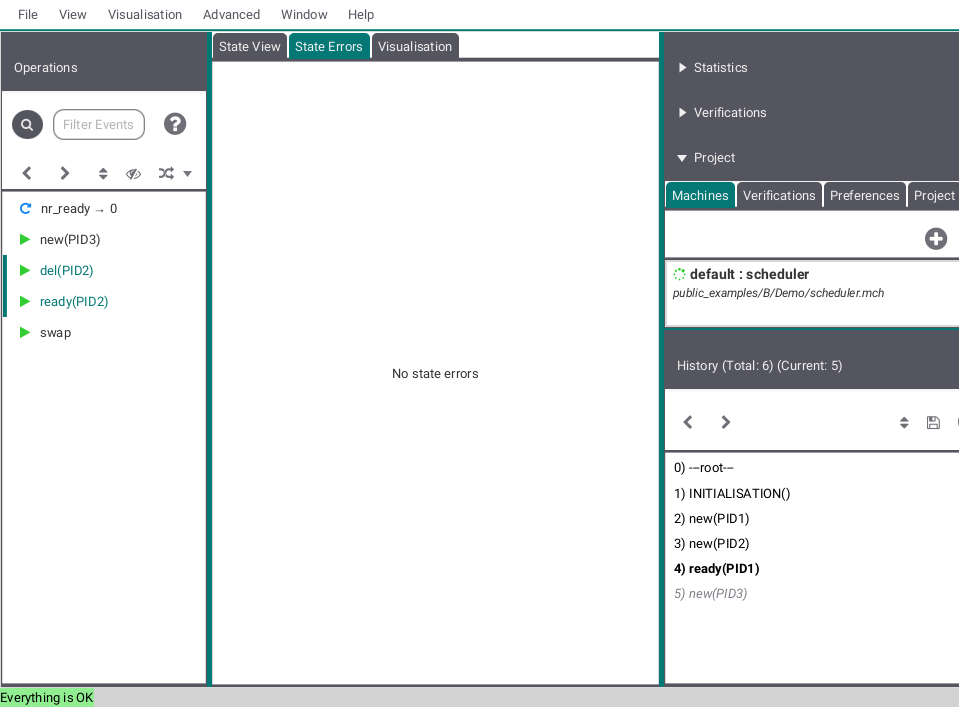 File View Visualisation Advanced Window Help
Operations
Filter Events
nr_ready → 0
new(PID3)
del(PID2)
ready(PID2)
swap
State View State Errors Visualisation
No state errors
Statistics
Verifications
Project
Machines Verifications Preferences Project
default : scheduler
public_examples/B/Demo/scheduler.mch
History (Total: 6) (Current: 5)
0) ---root---
1) INITIALISATION()
2) new(PID1)
3) new(PID2)
4) ready(PID1)
5) new(PID3)
Everything is OK